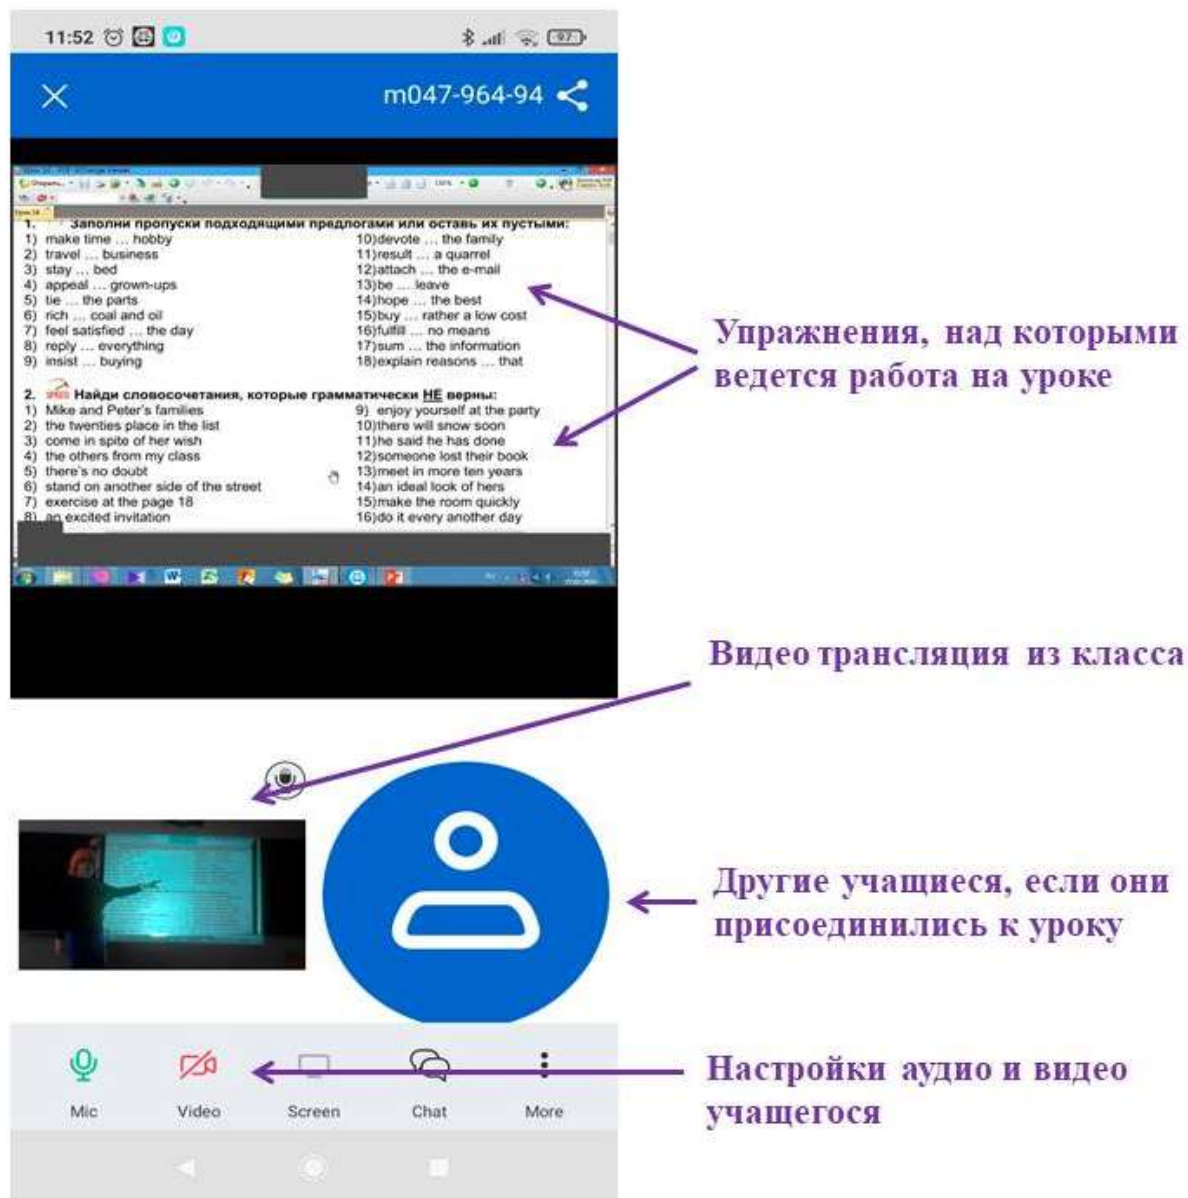 11:52
97
m047-964-94
1. Заполни пропуски подходящими предлогами или оставь их пустыми:
1) make time ... hobby
2) travel ... business
3) stay ... bed
4) appeal ... grown-ups
5) tie ... the parts
6) rich ... coal and oil
7) feel satisfied ... the day
8) reply ... everything
9) insist ... buying
10)devote ... the family
11)result ... a quarrel
12)attach ... the e-mail
13)be ... leave
14)hope ... the best
15)buy ... rather a low cost
16)fulfill ... no means
17)sum ... the information
18)explain reasons ... that
2. Найди словосочетания, которые грамматически НЕ верны:
1) Mike and Peter's families
2) the twenties place in the list
3) come in spite of her wish
4) the others from my class
5) there's no doubt
6) stand on another side of the street
7) exercise at the page 18
8) an excited invitation
9) enjoy yourself at the party
10)there will snow soon
11)he said he has done
12)someone lost their book
13)meet in more ten years
14)an ideal look of hers
15)make the room quickly
16)do it every another day
Упражнения, над которыми
ведется работа на уроке
Видео трансляция из класса
Другие учащиеся, если они
присоединились к уроку
Mic
Video
Screen
Chat
More
Настройки аудио и видео
учащегося